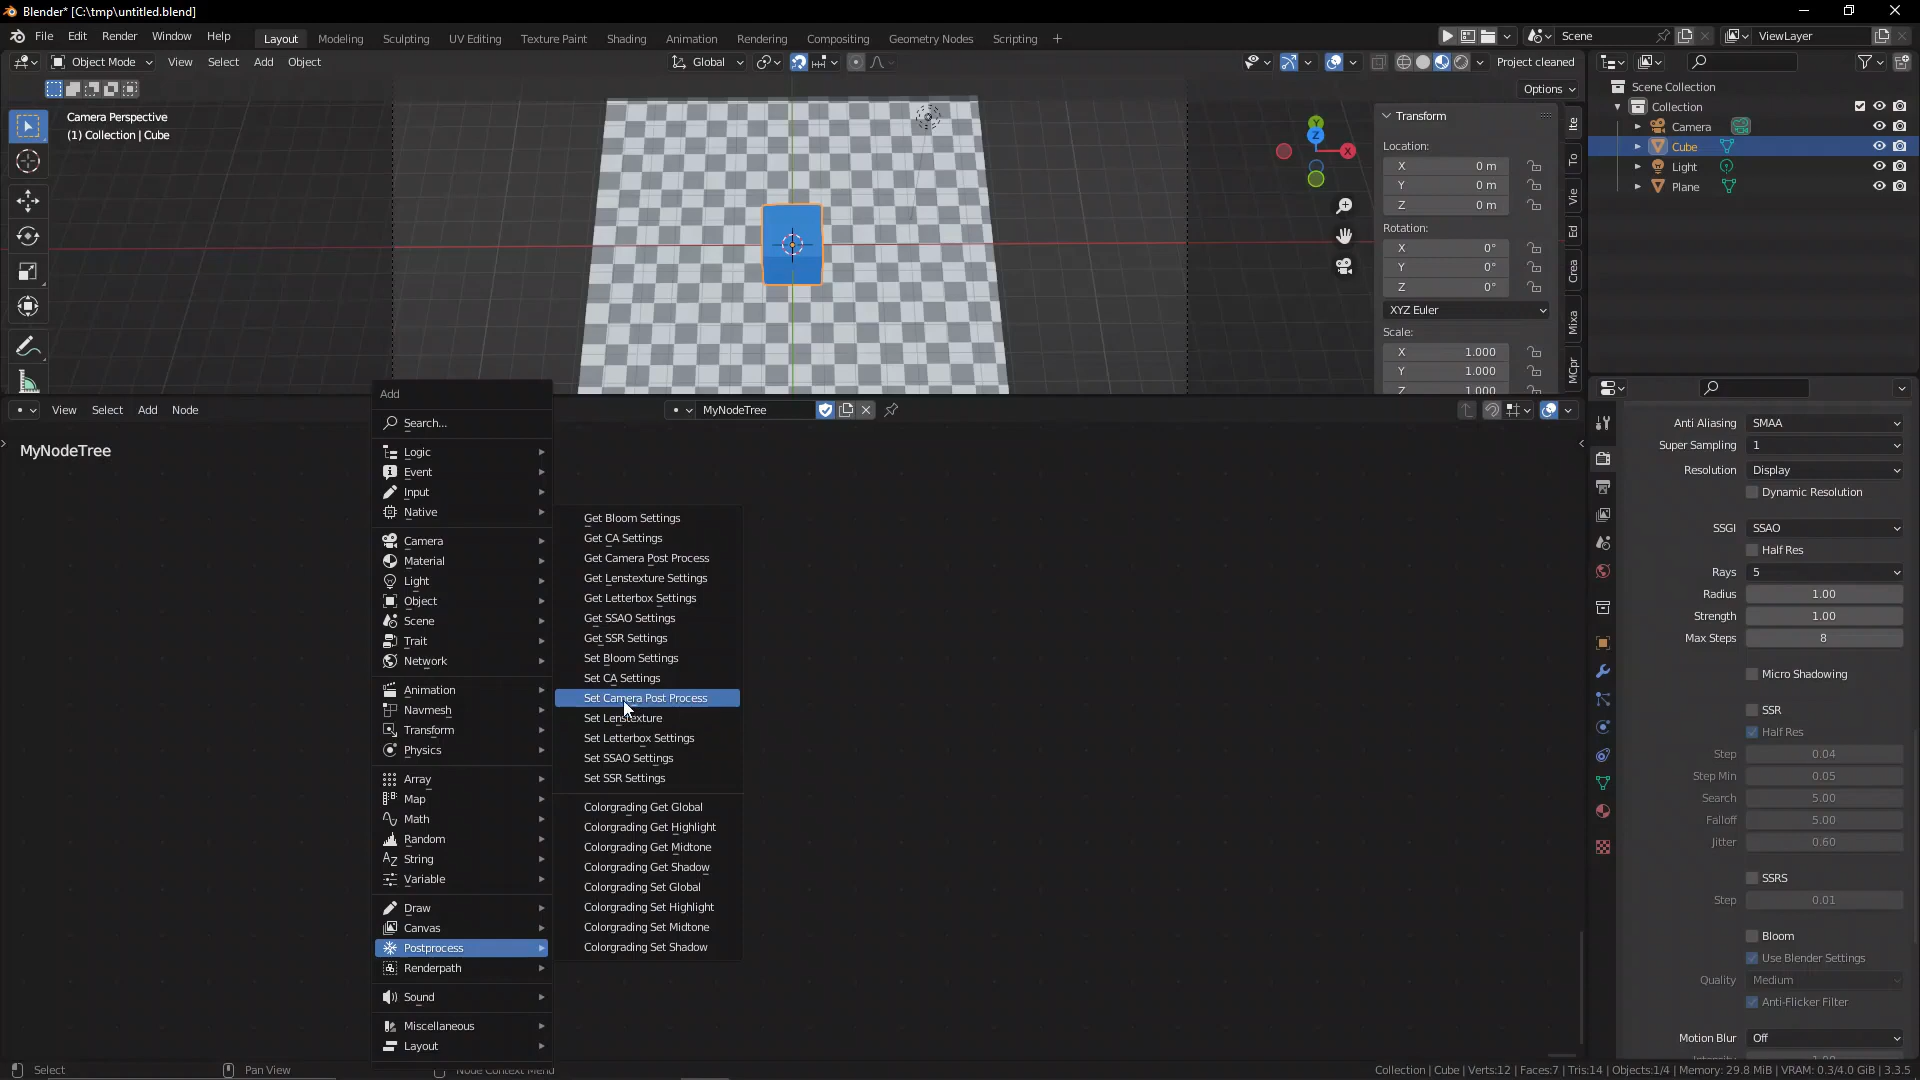 Blender* [C:\tmp\untitled.blend]
File Edit Render Window Help
Layout Modeling Sculpting UV Editing Texture Paint Shading Animation Rendering Compositing Geometry Nodes Scripting +
Scene
ViewLayer
Object Mode View Select Add Object
Global
Project cleaned
Options
Camera Perspective
(1) Collection | Cube
Y
Z
X
Transform
Location:
X 0 m
Y 0 m
Z 0 m
Rotation:
X 0°
Y 0°
Z 0°
XYZ Euler
Scale:
X 1.000
Y 1.000
Z 1.000
Ite
To
Vie
Ed
Crea
Mixa
MCpr
Scene Collection
Collection
Camera
Cube
Light
Plane
View Select Add Node
MyNodeTree
MyNodeTree
Add
Search...
Logic
Event
Input
Native
Camera
Material
Light
Object
Scene
Trait
Network
Animation
Navmesh
Transform
Physics
Array
Map
Math
Random
String
Variable
Draw
Canvas
Postprocess
Renderpath
Sound
Miscellaneous
Layout
Get Bloom Settings
Get CA Settings
Get Camera Post Process
Get Lenstexture Settings
Get Letterbox Settings
Get SSAO Settings
Get SSR Settings
Set Bloom Settings
Set CA Settings
Set Camera Post Process
Set Lenstexture
Set Letterbox Settings
Set SSAO Settings
Set SSR Settings
Colorgrading Get Global
Colorgrading Get Highlight
Colorgrading Get Midtone
Colorgrading Get Shadow
Colorgrading Set Global
Colorgrading Set Highlight
Colorgrading Set Midtone
Colorgrading Set Shadow
Anti Aliasing SMAA
Super Sampling 1
Resolution Display
Dynamic Resolution
SSGI SSAO
Half Res
Rays 5
Radius 1.00
Strength 1.00
Max Steps 8
Micro Shadowing
SSR
Half Res
Step 0.04
Step Min 0.05
Search 5.00
Falloff 5.00
Jitter 0.60
SSRS
Step 0.01
Bloom
Use Blender Settings
Quality Medium
Anti-Flicker Filter
Motion Blur Off
Select
Pan View
Node Context Menu
Collection | Cube | Verts:12 | Faces:7 | Tris:14 | Objects:1/4 | Memory: 29.8 MiB | VRAM: 0.3/4.0 GiB | 3.3.5